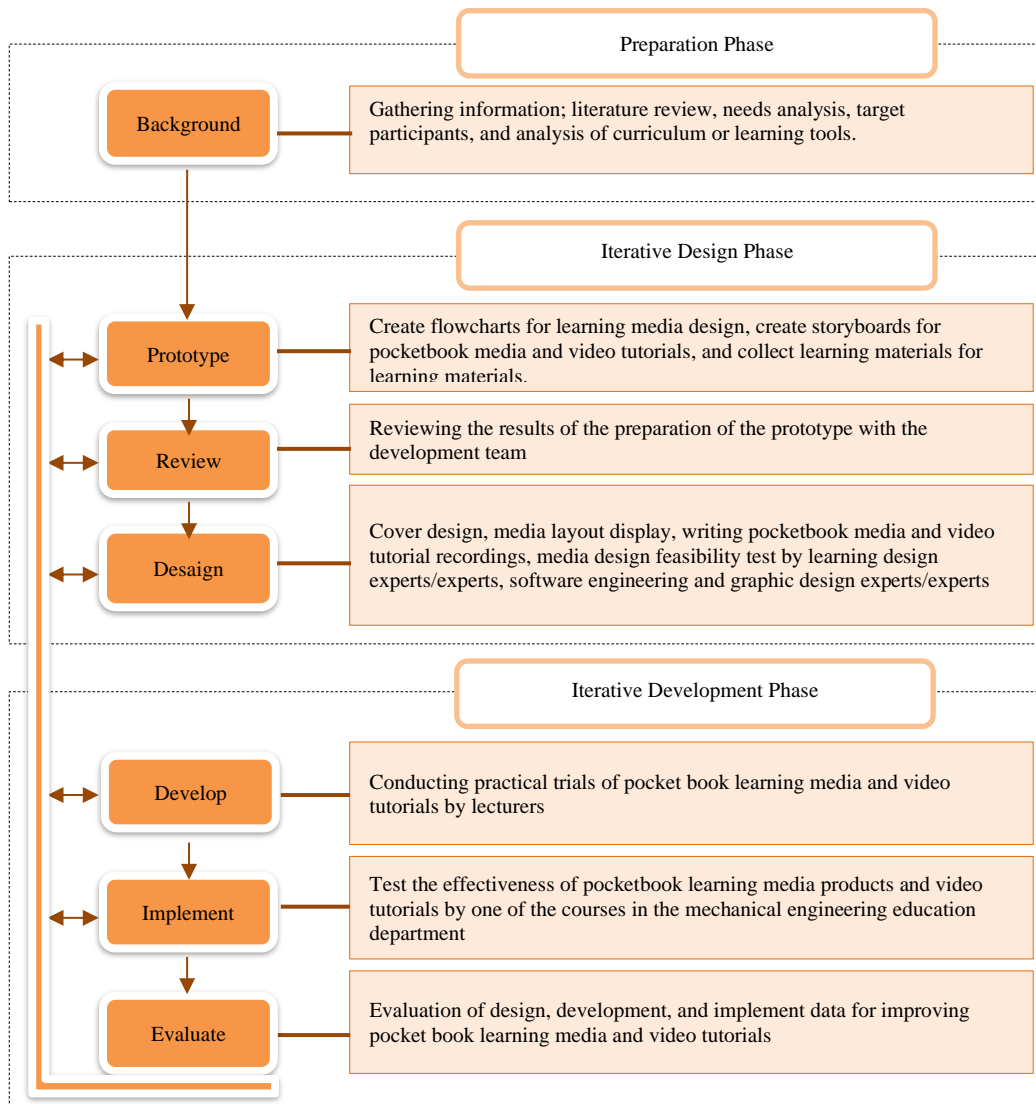 Preparation Phase
Background
Gathering information; literature review, needs analysis, target
participants, and analysis of curriculum or learning tools.
Iterative Design Phase
Prototype
Create flowcharts for learning media design, create storyboards for
pocketbook media and video tutorials, and collect learning materials for
learning materials.
Review
Reviewing the results of the preparation of the prototype with the
development team
Desaign
Cover design, media layout display, writing pocketbook media and video
tutorial recordings, media design feasibility test by learning design
experts/experts, software engineering and graphic design experts/experts
Iterative Development Phase
Develop
Conducting practical trials of pocket book learning media and video
tutorials by lecturers
Implement
Test the effectiveness of pocketbook learning media products and video
tutorials by one of the courses in the mechanical engineering education
department
Evaluate
Evaluation of design, development, and implement data for improving
pocket book learning media and video tutorials